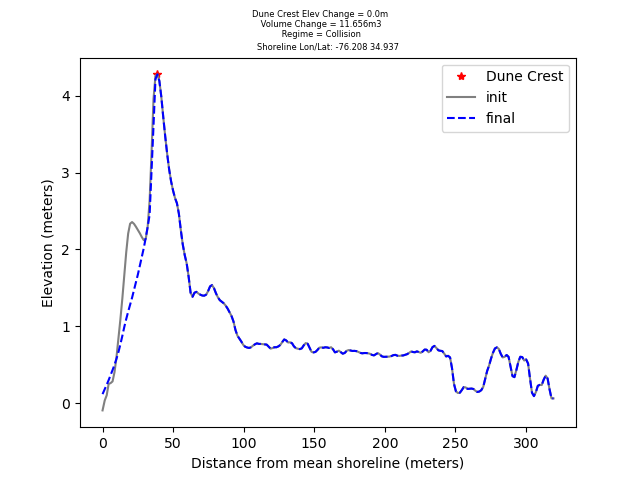 Dune Crest Elev Change = 0.0m
Volume Change = 11.656m3
Regime = Collision
Shoreline Lon/Lat: -76.208 34.937
Dune Crest
init
final
Elevation (meters)
4
3
2
1
0
0 50 100 150 200 250 300
Distance from mean shoreline (meters)